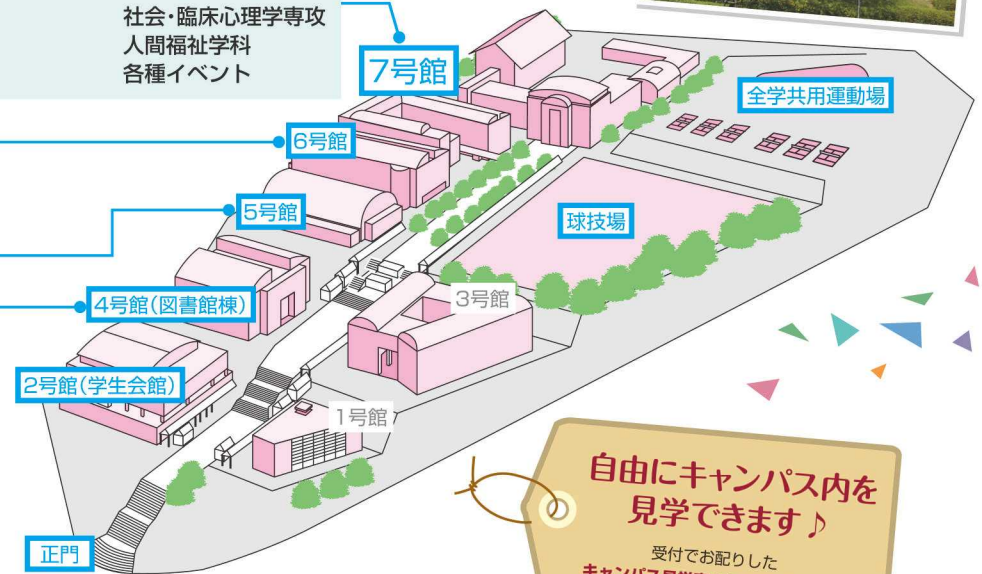 社会・臨床心理学専攻
人間福祉学科
各種イベント
7号館
全学共用運動場
6号館
5号館
球技場
4号館(図書館棟)
3号館
2号館(学生会館)
1号館
正門
自由にキャンパス内を
見学できます♪
受付でお配りした